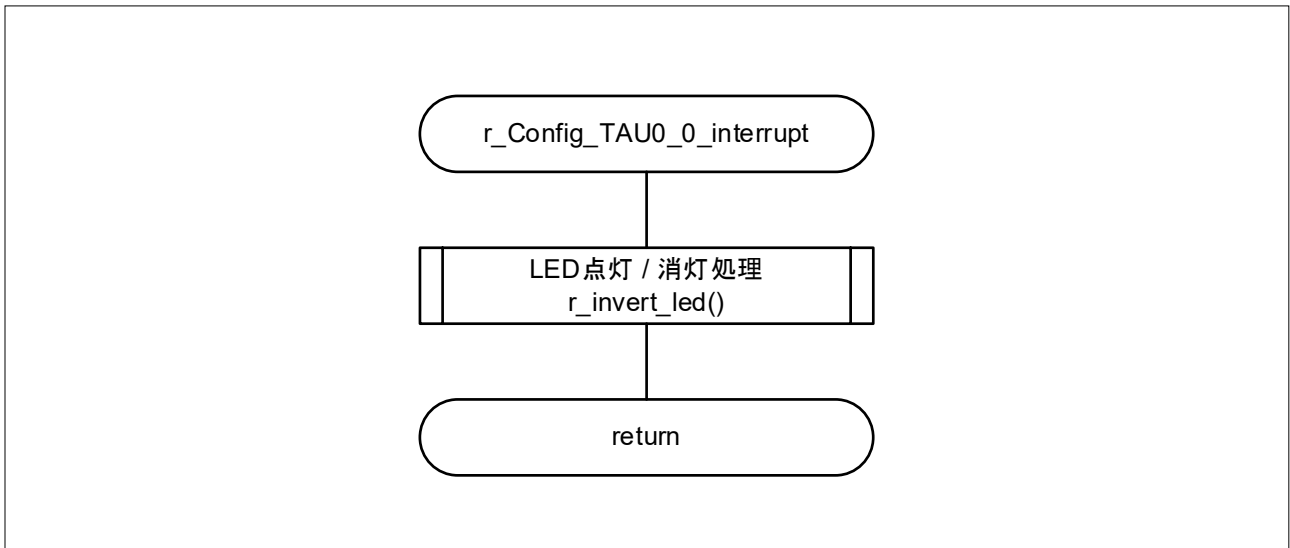 r_Config_TAU0_0_interrupt
LED点灯 / 消灯処理
r_invert_led()
return